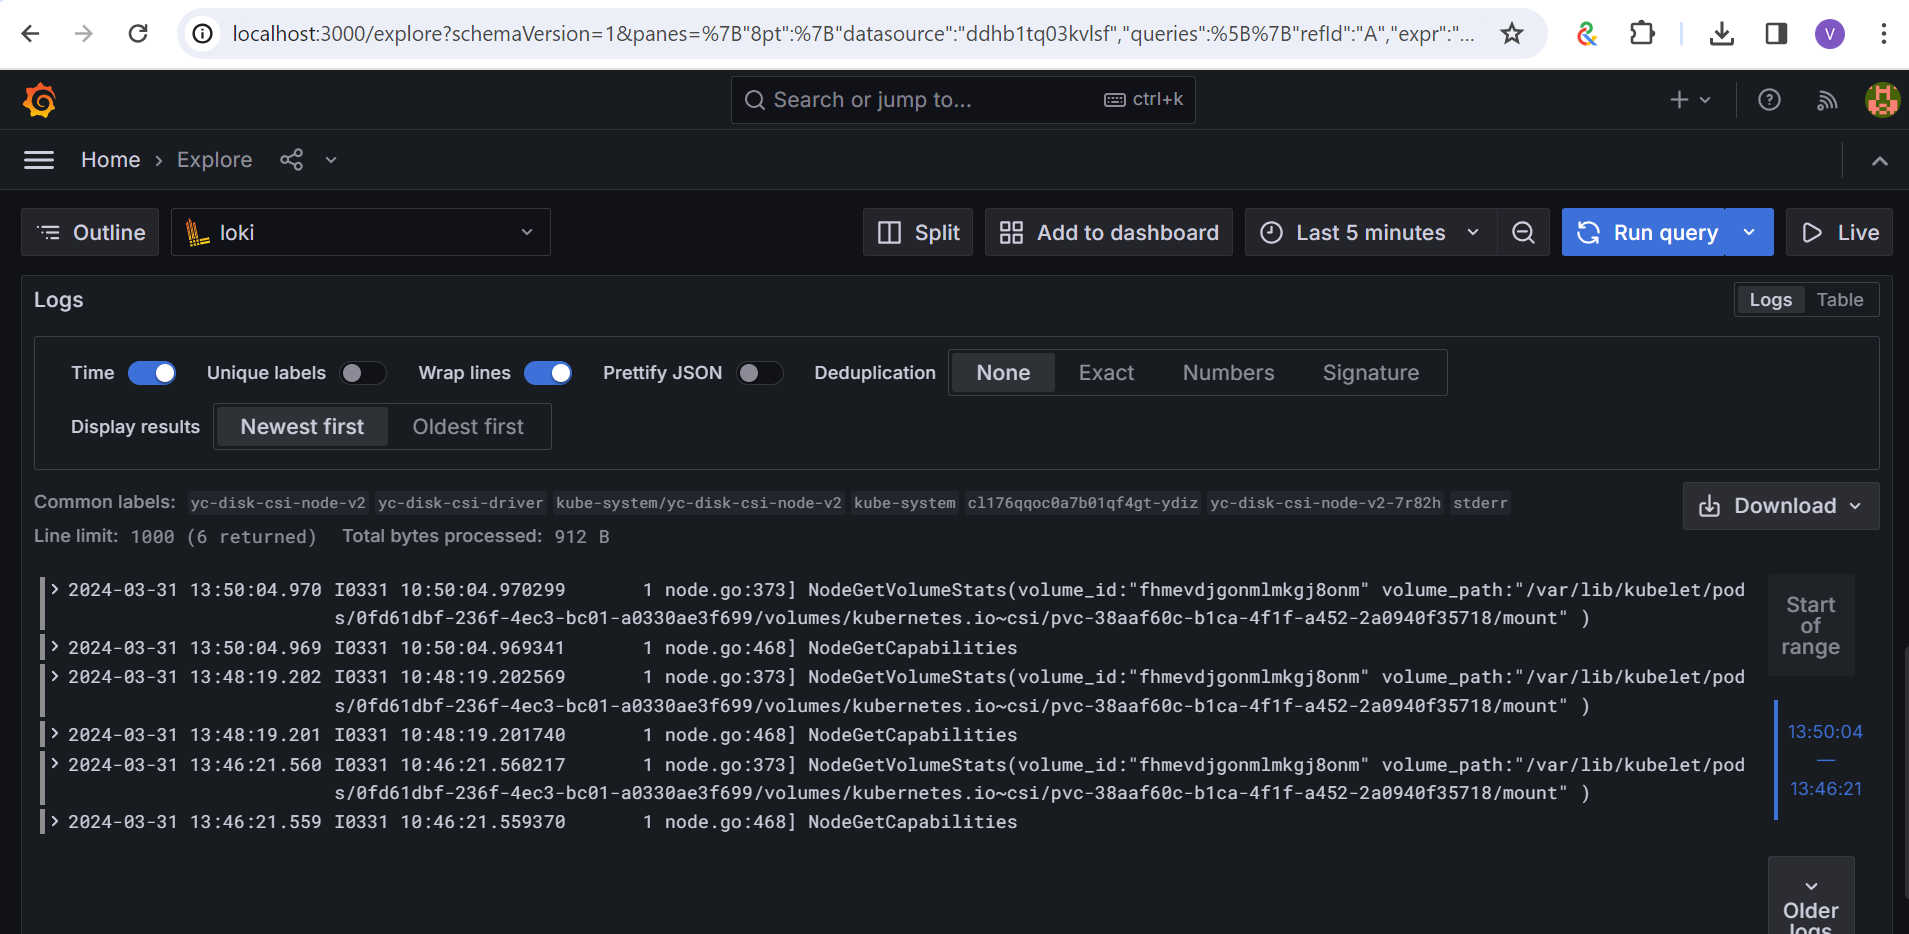 localhost:3000/explore?schemaVersion=1&panes=%7B"8pt":%7B"datasource":"ddhb1tq03kvlsf","queries":%5B%7B"refId":"A","expr":"...
V
Search or jump to...
ctrl+k
Home › Explore
Outline
loki
Split
Add to dashboard
Last 5 minutes
Run query
Live
Logs
Logs Table
Time
Unique labels
Wrap lines
Prettify JSON
Deduplication
None Exact Numbers Signature
Display results
Newest first Oldest first
Common labels: yc-disk-csi-node-v2 yc-disk-csi-driver kube-system/yc-disk-csi-node-v2 kube-system cl176qqoc0a7b01qf4gt-ydiz yc-disk-csi-node-v2-7r82h stderr
Download
Line limit: 1000 (6 returned) Total bytes processed: 912 B
2024-03-31 13:50:04.970 I0331 10:50:04.970299 1 node.go:373] NodeGetVolumeStats(volume_id:"fhmevdjgonmlmkgj8onm" volume_path:"/var/lib/kubelet/pod
s/0fd61dbf-236f-4ec3-bc01-a0330ae3f699/volumes/kubernetes.io~csi/pvc-38aaf60c-b1ca-4f1f-a452-2a0940f35718/mount" )
2024-03-31 13:50:04.969 I0331 10:50:04.969341 1 node.go:468] NodeGetCapabilities
2024-03-31 13:48:19.202 I0331 10:48:19.202569 1 node.go:373] NodeGetVolumeStats(volume_id:"fhmevdjgonmlmkgj8onm" volume_path:"/var/lib/kubelet/pod
s/0fd61dbf-236f-4ec3-bc01-a0330ae3f699/volumes/kubernetes.io~csi/pvc-38aaf60c-b1ca-4f1f-a452-2a0940f35718/mount" )
2024-03-31 13:48:19.201 I0331 10:48:19.201740 1 node.go:468] NodeGetCapabilities
2024-03-31 13:46:21.560 I0331 10:46:21.560217 1 node.go:373] NodeGetVolumeStats(volume_id:"fhmevdjgonmlmkgj8onm" volume_path:"/var/lib/kubelet/pod
s/0fd61dbf-236f-4ec3-bc01-a0330ae3f699/volumes/kubernetes.io~csi/pvc-38aaf60c-b1ca-4f1f-a452-2a0940f35718/mount" )
2024-03-31 13:46:21.559 I0331 10:46:21.559370 1 node.go:468] NodeGetCapabilities
Start
of
range
13:50:04
—
13:46:21
Older
logs